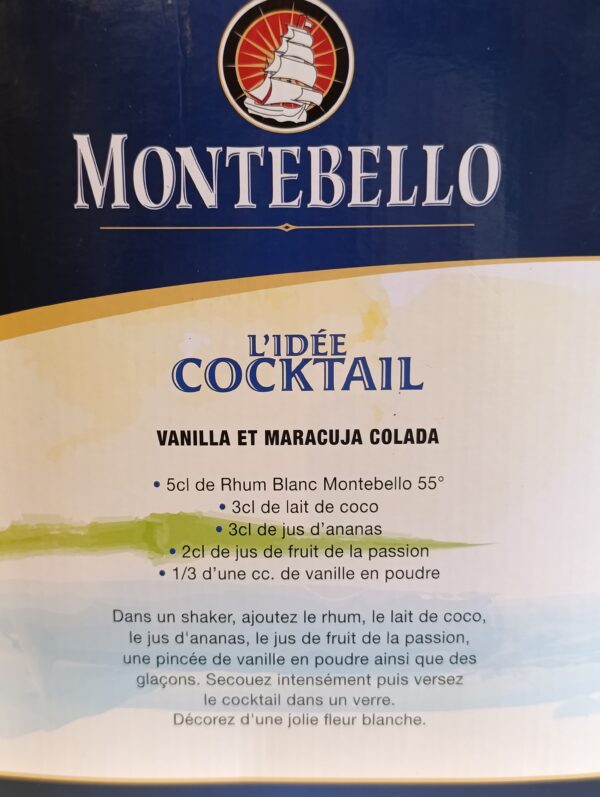 MONTEBELLO
L'IDÉE
COCKTAIL
VANILLA ET MARACUJA COLADA
• 5cl de Rhum Blanc Montebello 55°
• 3cl de lait de coco
• 3cl de jus d'ananas
• 2cl de jus de fruit de la passion
• 1/3 d'une cc. de vanille en poudre
Dans un shaker, ajoutez le rhum, le lait de coco,
le jus d'ananas, le jus de fruit de la passion,
une pincée de vanille en poudre ainsi que des
glaçons. Secouez intensément puis versez
le cocktail dans un verre.
Décorez d'une jolie fleur blanche.